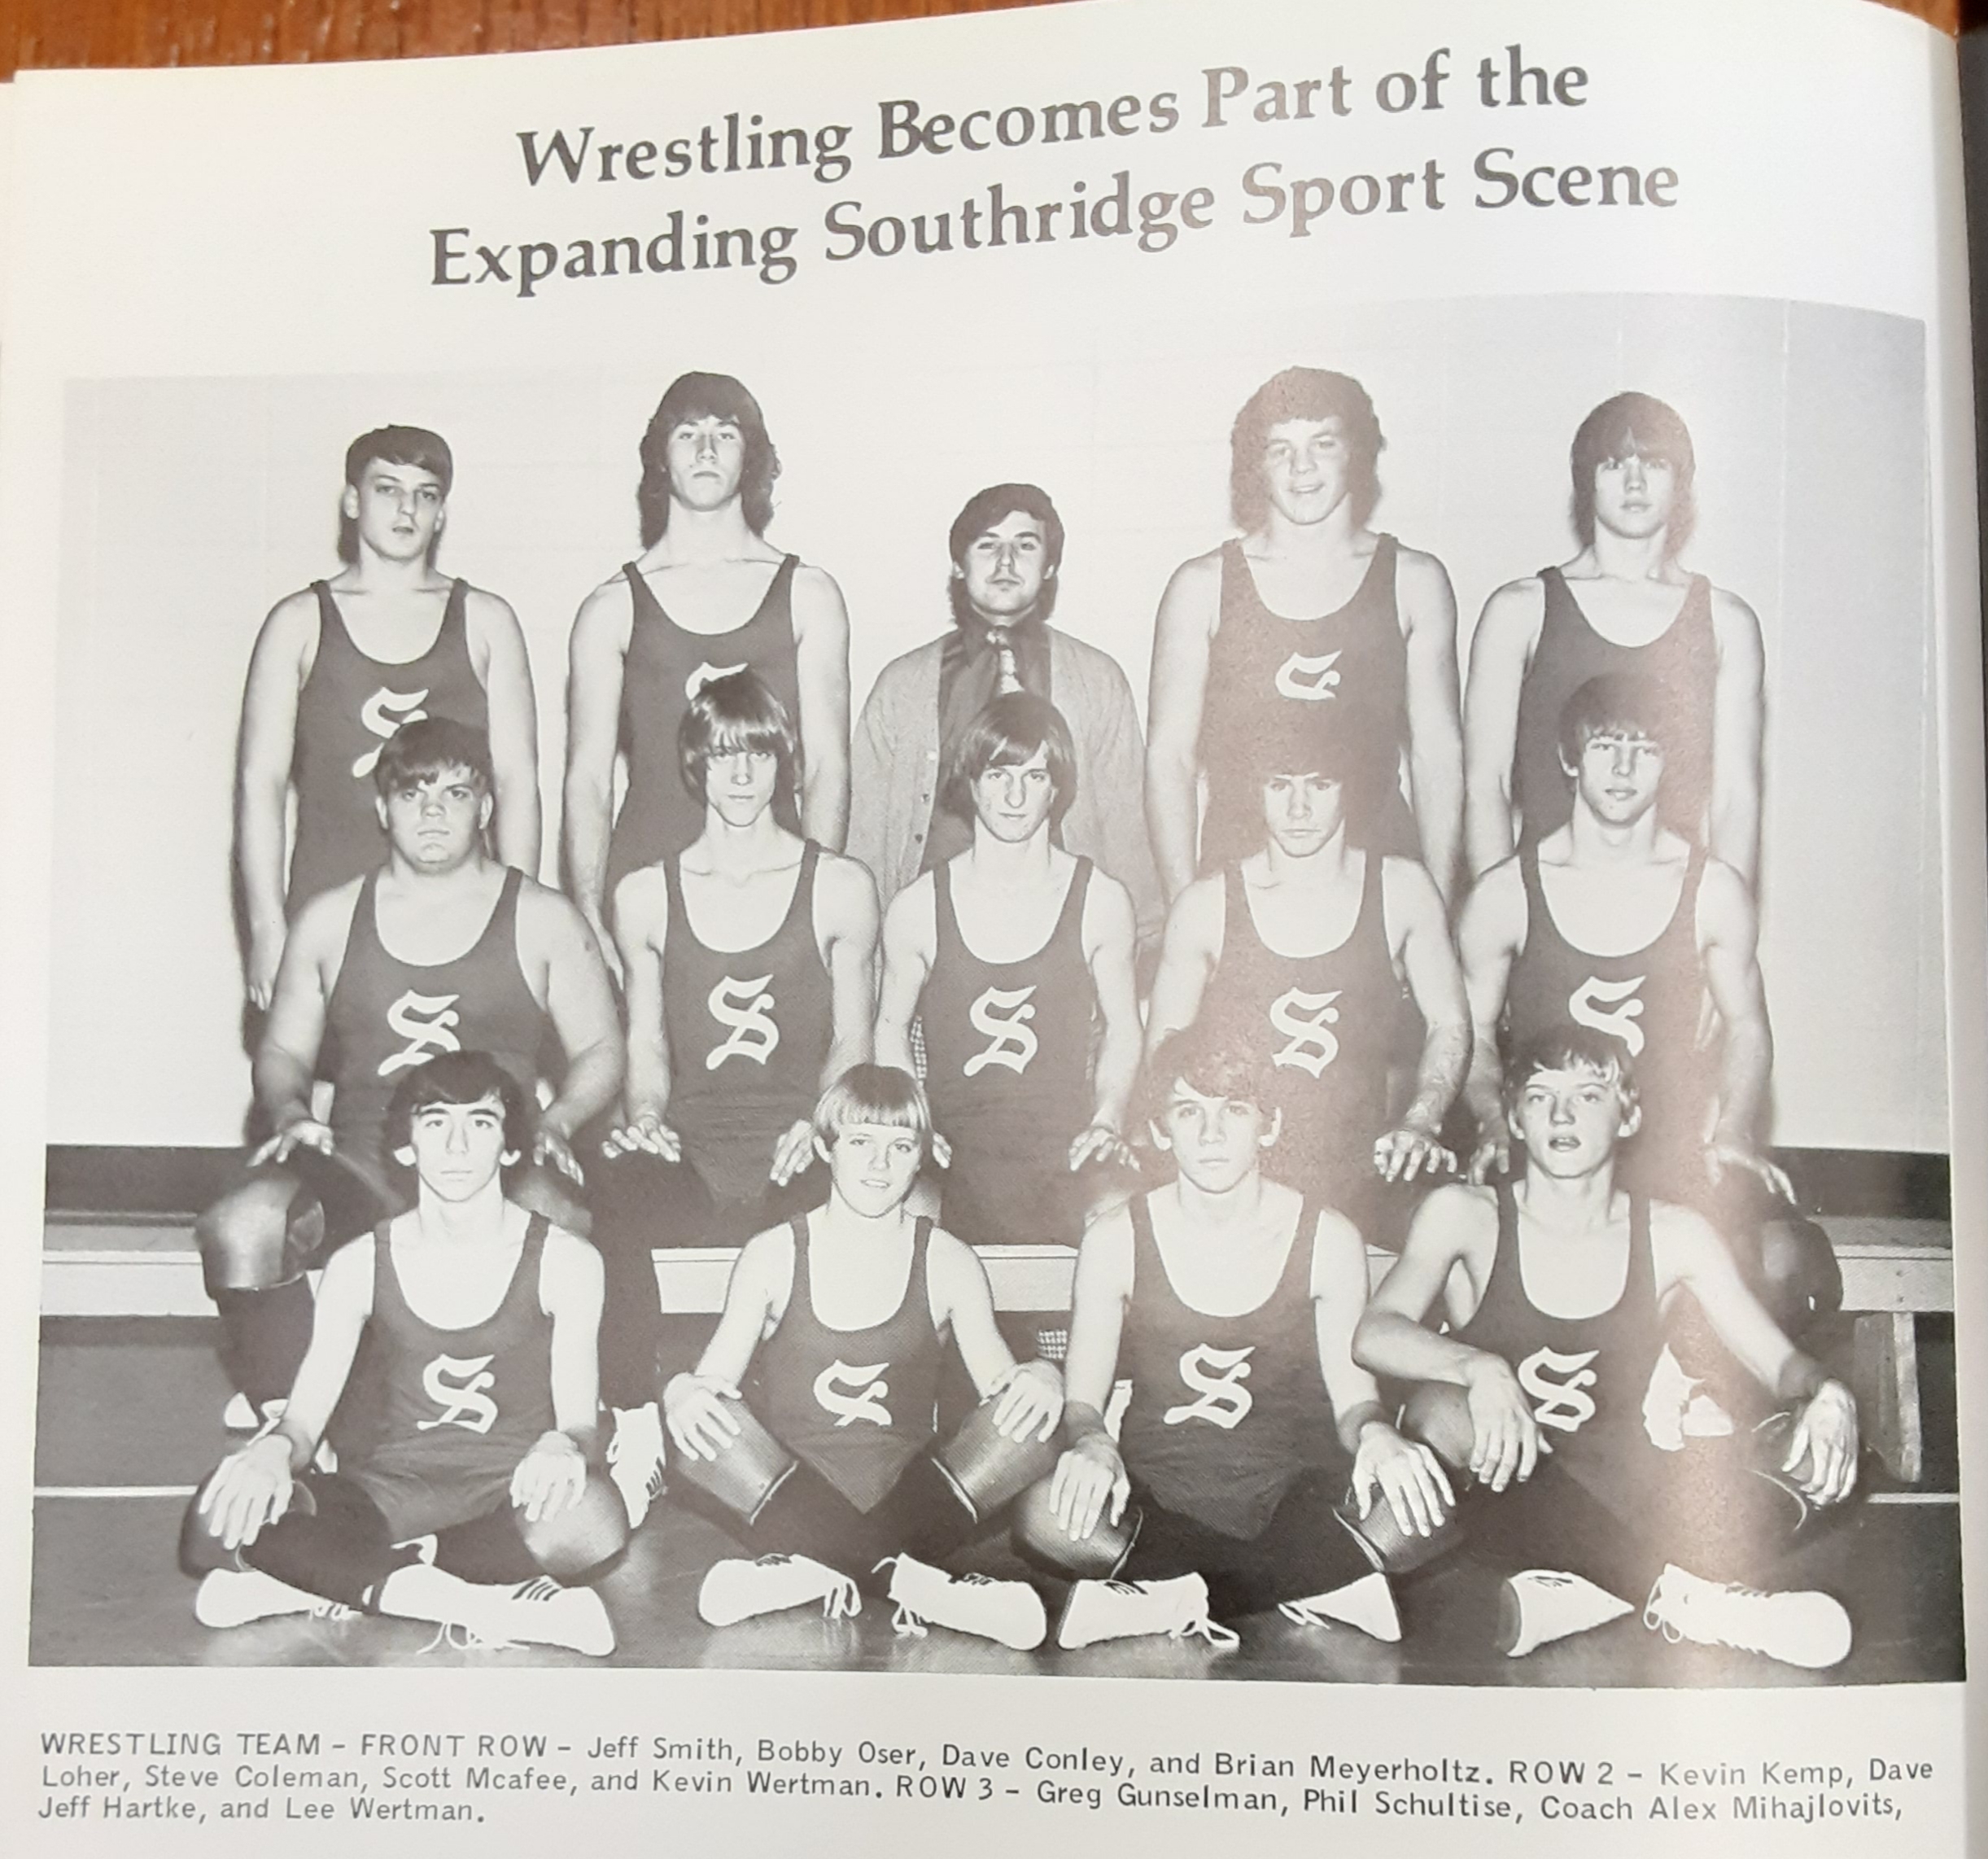 Wrestling Becomes Part of the
Expanding Southridge Sport Scene
S
S
S
S
S
S
S
S
S
S
S
S
WRESTLING TEAM - FRONT ROW - Jeff Smith, Bobby Oser, Dave Conley, and Brian Meyerholtz. ROW 2 - Kevin Kemp, Dave
Loher, Steve Coleman, Scott Mcafee, and Kevin Wertman. ROW 3 - Greg Gunselman, Phil Schultise, Coach Alex Mihajlovits,
Jeff Hartke, and Lee Wertman.